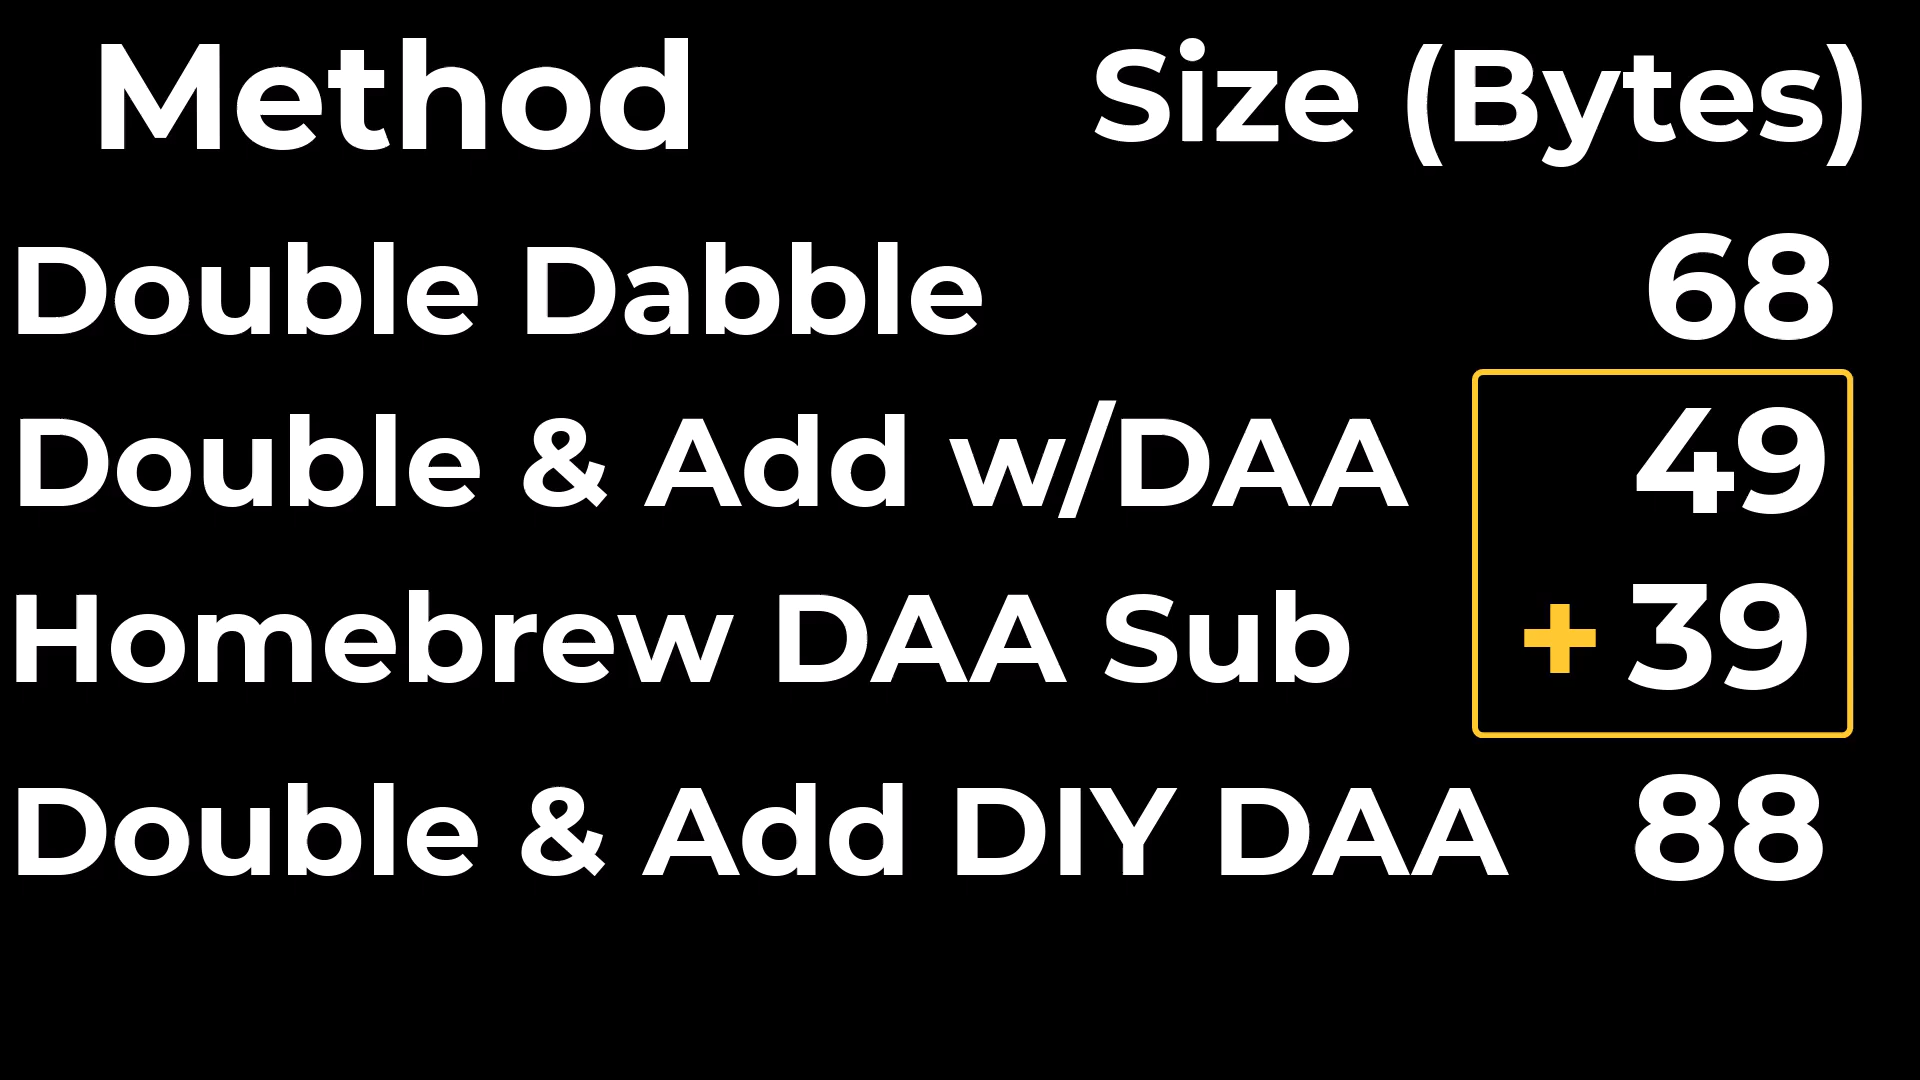 Method Size (Bytes)
Double Dabble 68
Double & Add w/DAA 49
Homebrew DAA Sub + 39
Double & Add DIY DAA 88